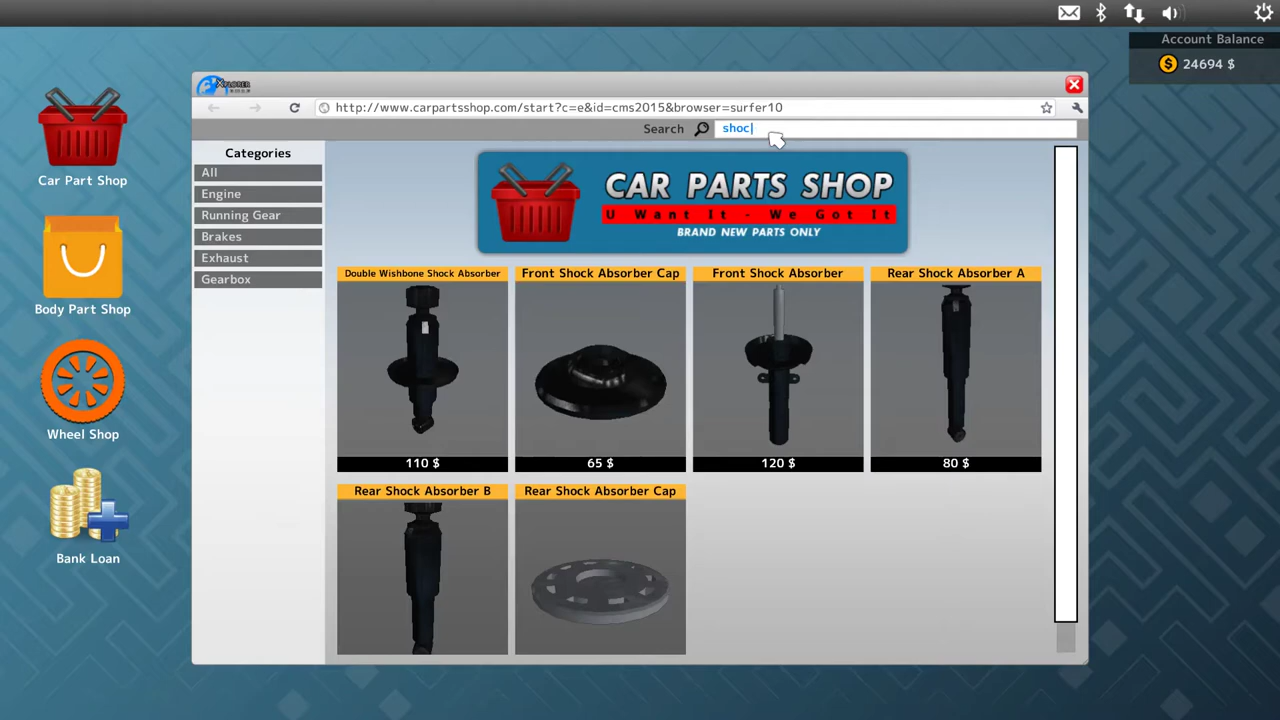 Account Balance
24694 $
Car Part Shop
Body Part Shop
Wheel Shop
Bank Loan
XPLORER
http://www.carpartsshop.com/start?c=e&id=cms2015&browser=surfer10
Search shoc
Categories
All
Engine
Running Gear
Brakes
Exhaust
Gearbox
CAR PARTS SHOP
U Want It - We Got It
BRAND NEW PARTS ONLY
Double Wishbone Shock Absorber
110 $
Front Shock Absorber Cap
65 $
Front Shock Absorber
120 $
Rear Shock Absorber A
80 $
Rear Shock Absorber B
Rear Shock Absorber Cap